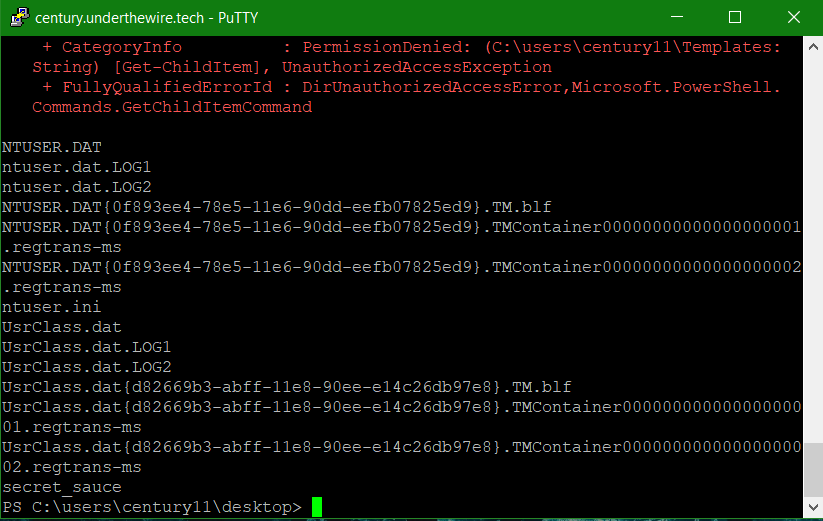 century.underthewire.tech - PuTTY
+ CategoryInfo          : PermissionDenied: (C:\users\century11\Templates:
String) [Get-ChildItem], UnauthorizedAccessException
+ FullyQualifiedErrorId : DirUnauthorizedAccessError,Microsoft.PowerShell.
Commands.GetChildItemCommand
NTUSER.DAT
ntuser.dat.LOG1
ntuser.dat.LOG2
NTUSER.DAT{0f893ee4-78e5-11e6-90dd-eefb07825ed9}.TM.blf
NTUSER.DAT{0f893ee4-78e5-11e6-90dd-eefb07825ed9}.TMContainer00000000000000000001
.regtrans-ms
NTUSER.DAT{0f893ee4-78e5-11e6-90dd-eefb07825ed9}.TMContainer00000000000000000002
.regtrans-ms
ntuser.ini
UsrClass.dat
UsrClass.dat.LOG1
UsrClass.dat.LOG2
UsrClass.dat{d82669b3-abff-11e8-90ee-e14c26db97e8}.TM.blf
UsrClass.dat{d82669b3-abff-11e8-90ee-e14c26db97e8}.TMContainer000000000000000000
01.regtrans-ms
UsrClass.dat{d82669b3-abff-11e8-90ee-e14c26db97e8}.TMContainer000000000000000000
02.regtrans-ms
secret_sauce
PS C:\users\century11\desktop>